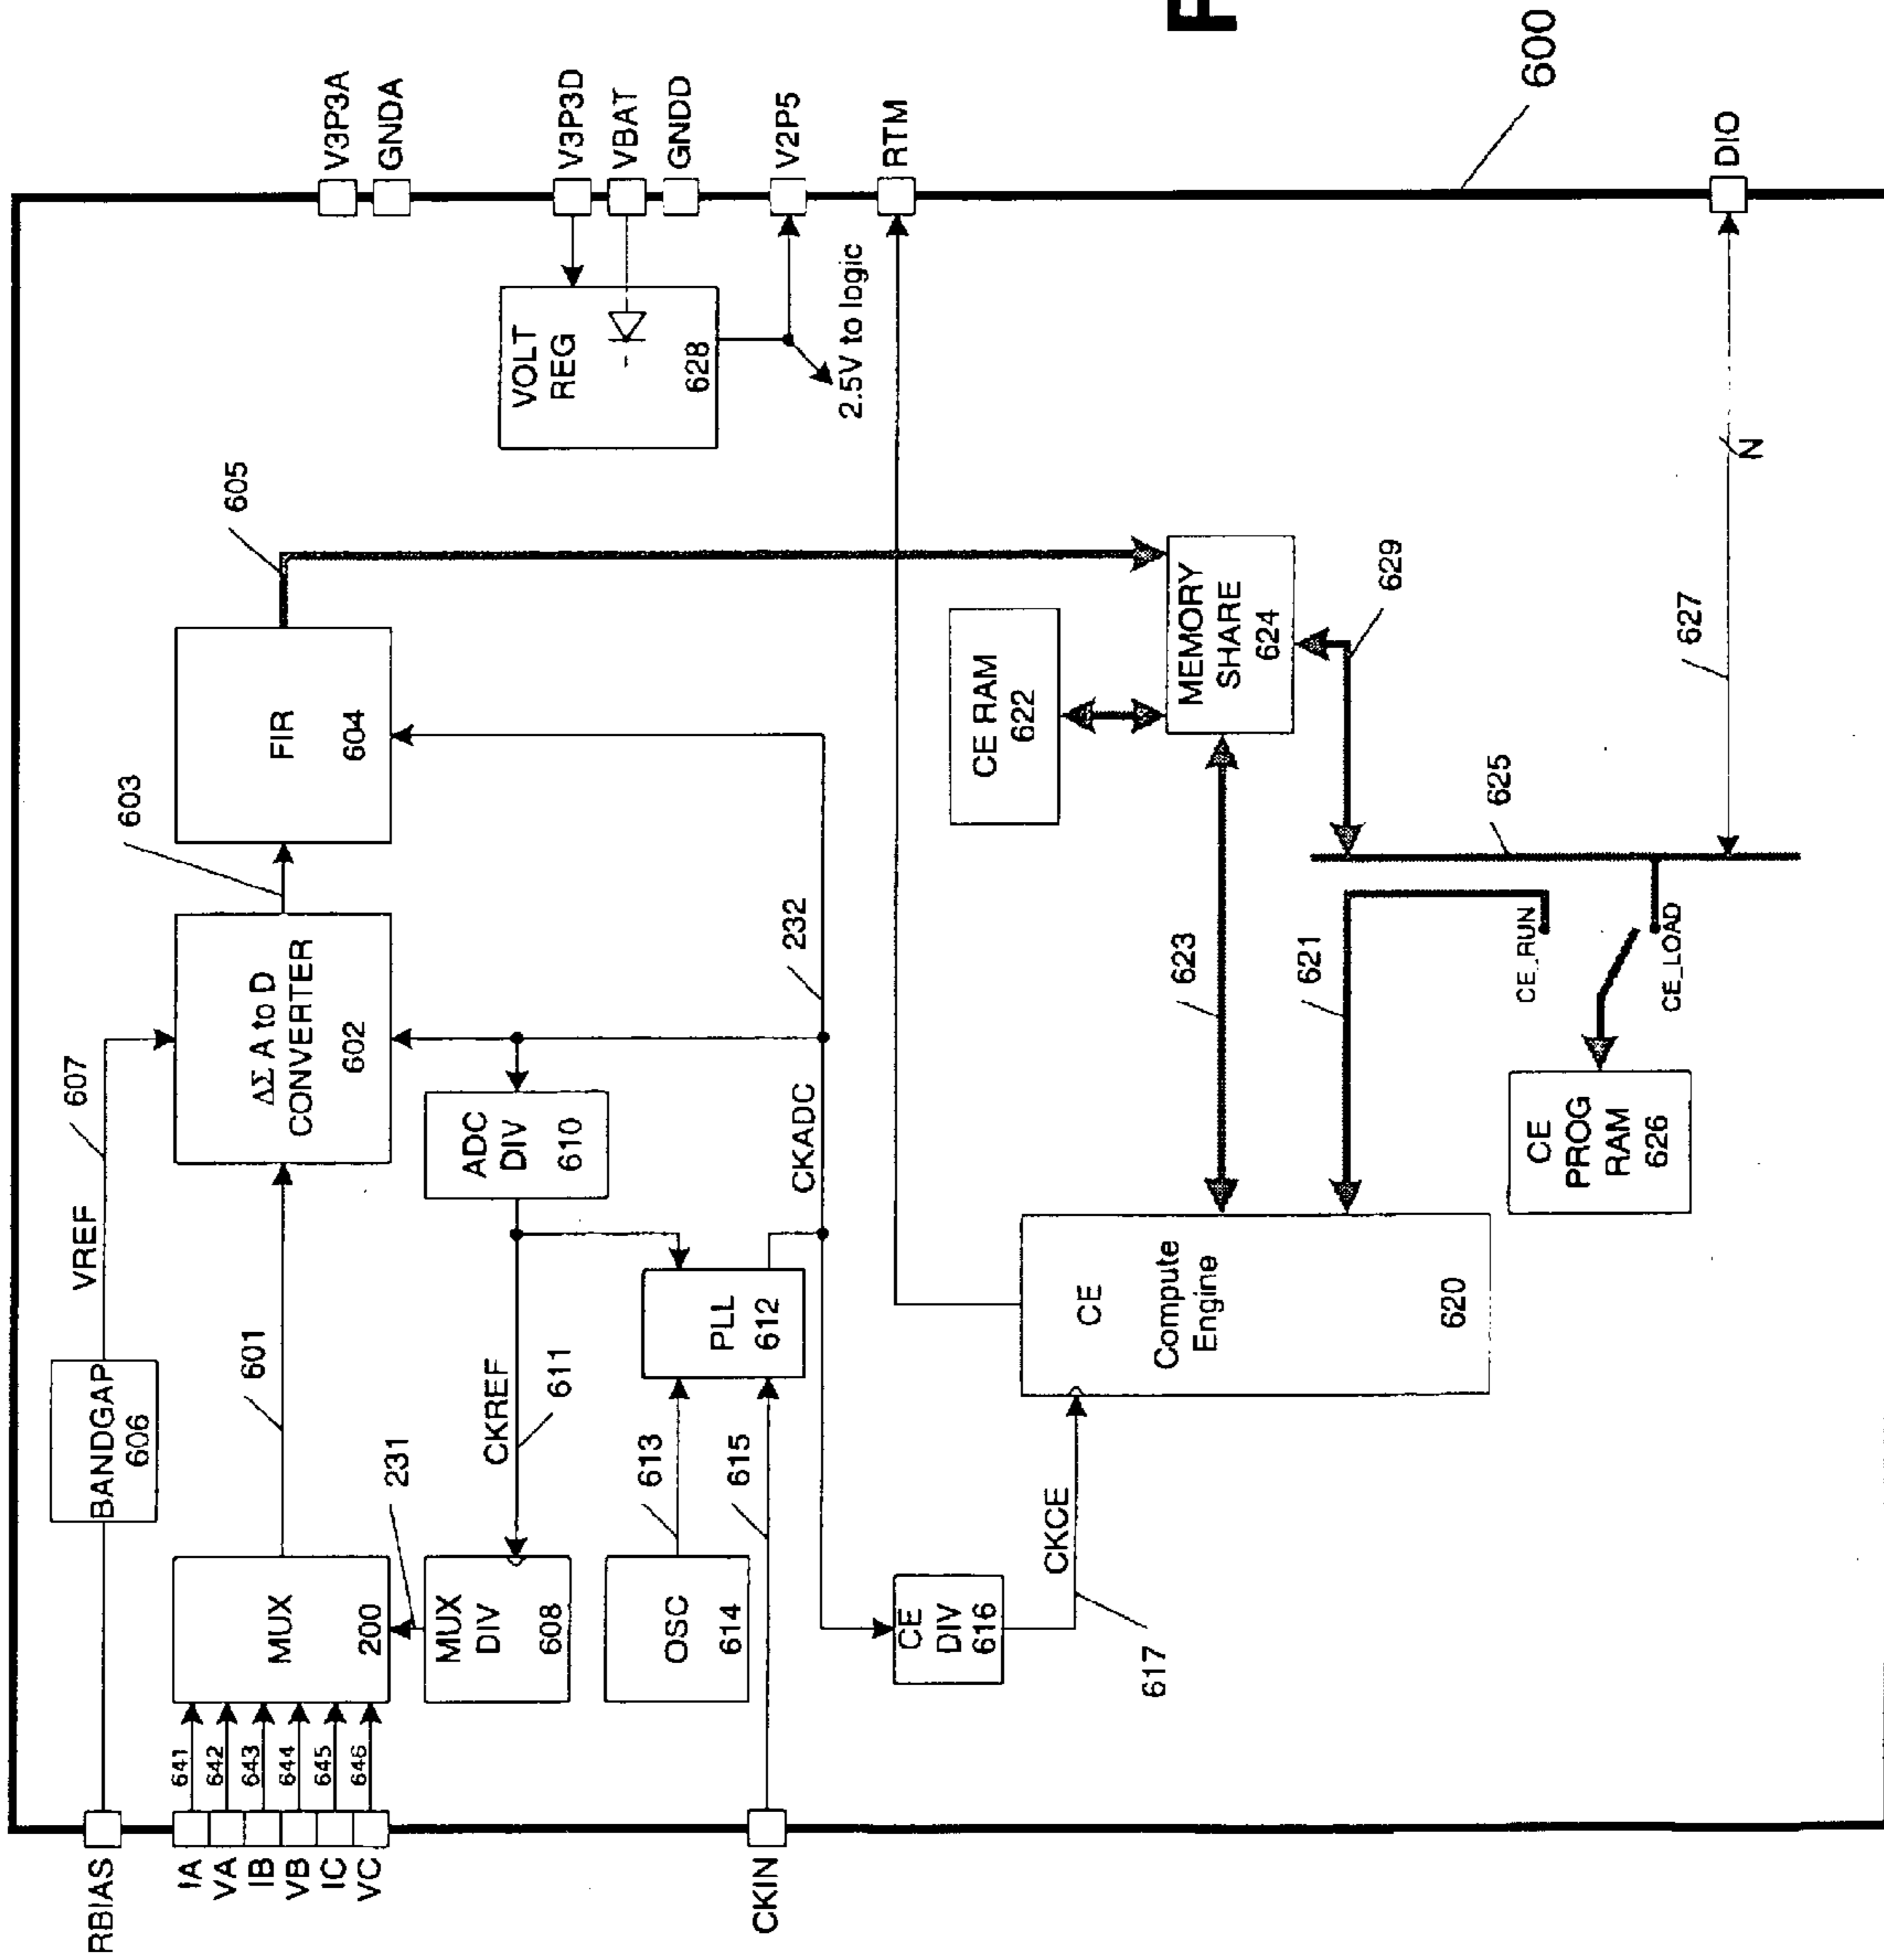 RBIAS
BANDGAP
606
VREF
607
IA
VA
IB
VB
IC
VC
641
642
643
644
645
646
MUX
200
601
ΔΣ A to D
CONVERTER
602
603
FIR
604
605
231
MUX
DIV
608
CKREF
611
ADC
DIV
610
OSC
614
613
615
PLL
612
CKIN
CKADC
232
CE
DIV
616
CKCE
617
CE
Compute
Engine
620
623
621
CE RAM
622
MEMORY
SHARE
624
629
CE_RUN
CE_LOAD
CE
PROG
RAM
626
625
627
N
VOLT
REG
628
2.5V to logic
V3P3A
GNDA
V3P3D
VBAT
GNDD
V2P5
RTM
DIO
600